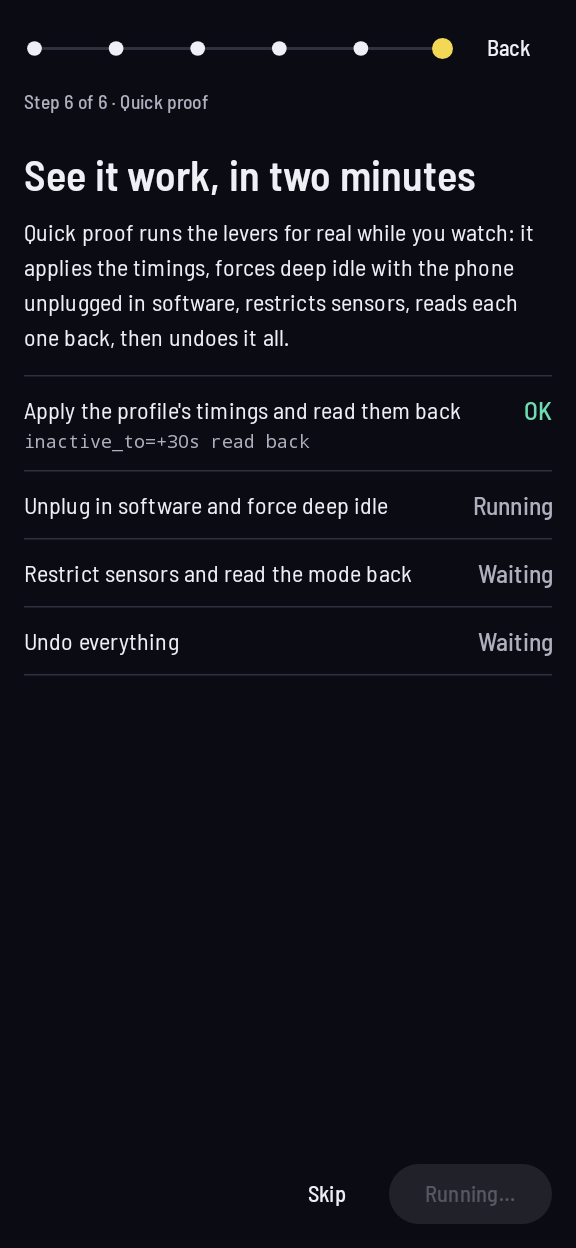 Back
Step 6 of 6 · Quick proof
See it work, in two minutes
Quick proof runs the levers for real while you watch: it
applies the timings, forces deep idle with the phone
unplugged in software, restricts sensors, reads each
one back, then undoes it all.
Apply the profile's timings and read them back OK
inactive_to=+30s read back
Unplug in software and force deep idle Running
Restrict sensors and read the mode back Waiting
Undo everything Waiting
Skip Running...